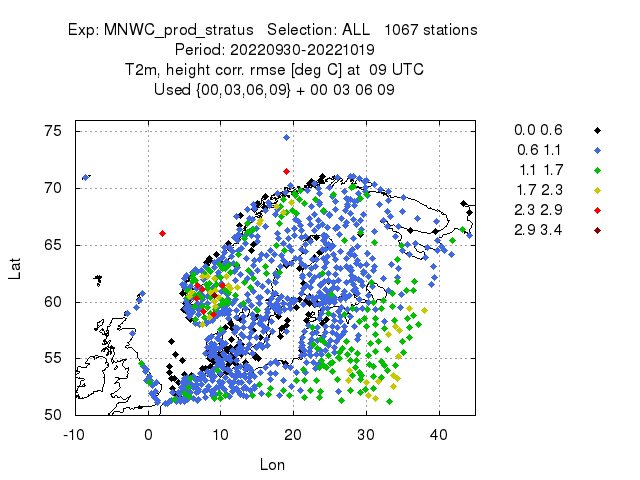 Exp: MNWC_prod_stratus   Selection: ALL   1067 stations
Period: 20220930-20221019
T2m, height corr. rmse [deg C] at  09 UTC
Used {00,03,06,09} + 00 03 06 09
0.0 0.6
0.6 1.1
1.1 1.7
1.7 2.3
2.3 2.9
2.9 3.4
75
70
65
60
55
50
Lat
-10 0 10 20 30 40
Lon